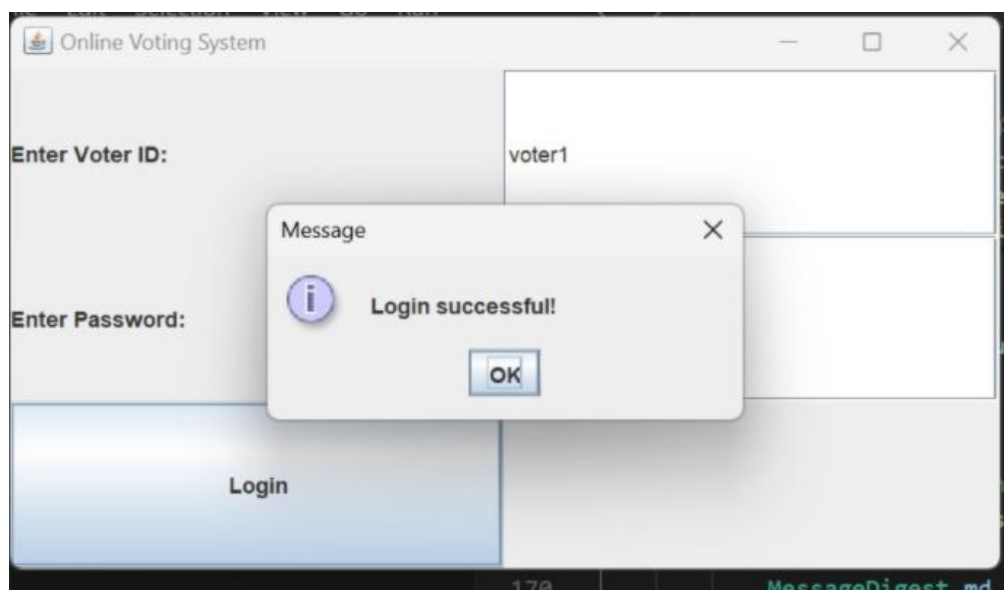 Online Voting System
Enter Voter ID:
voter1
Message
Login successful!
Enter Password:
OK
Login
170
MessageDigest md